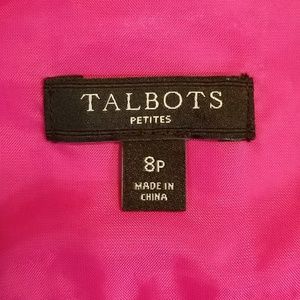 TALBOTS
PETITES
8P
MADE IN
CHINA